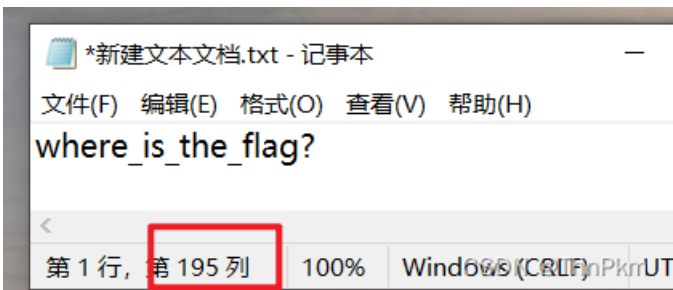 *新建文本文档.txt - 记事本
文件(F) 编辑(E) 格式(O) 查看(V) 帮助(H)
where_is_the_flag?
第 1 行, 第 195 列 100% Windows (CRLF) UT